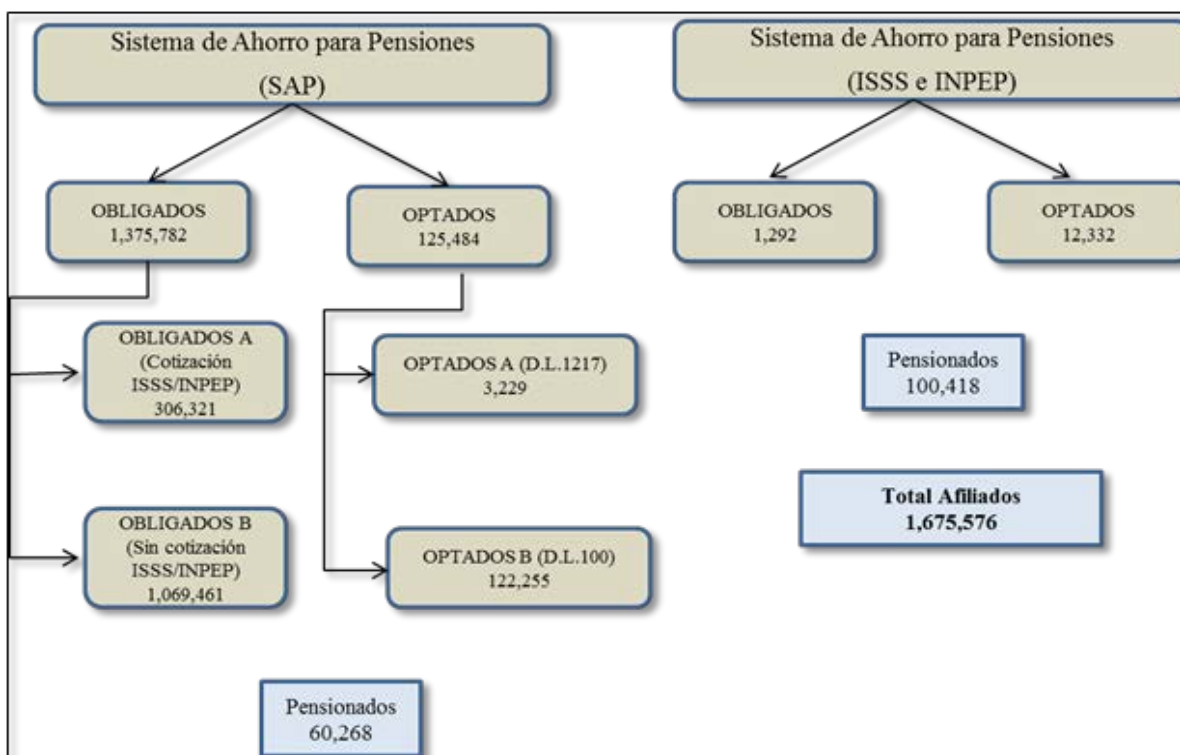 Sistema de Ahorro para Pensiones
(SAP)
OBLIGADOS
1,375,782
OPTADOS
125,484
OBLIGADOS A
(Cotización
ISSS/INPEP)
306,321
OPTADOS A (D.L.1217)
3,229
OBLIGADOS B
(Sin cotización
ISSS/INPEP)
1,069,461
OPTADOS B (D.L.100)
122,255
Pensionados
60,268
Sistema de Ahorro para Pensiones
(ISSS e INPEP)
OBLIGADOS
1,292
OPTADOS
12,332
Pensionados
100,418
Total Afiliados
1,675,576